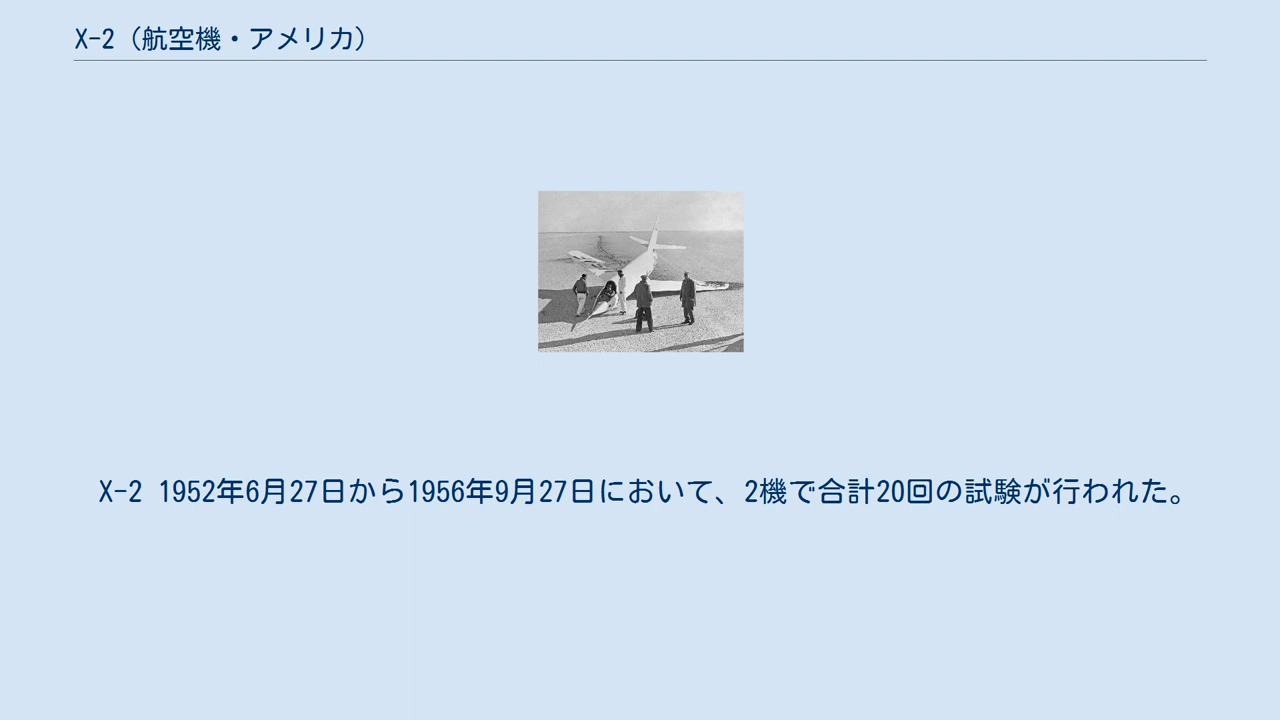 X-2（航空機・アメリカ）
X-2 1952年6月27日から1956年9月27日において、2機で合計20回の試験が行われた。